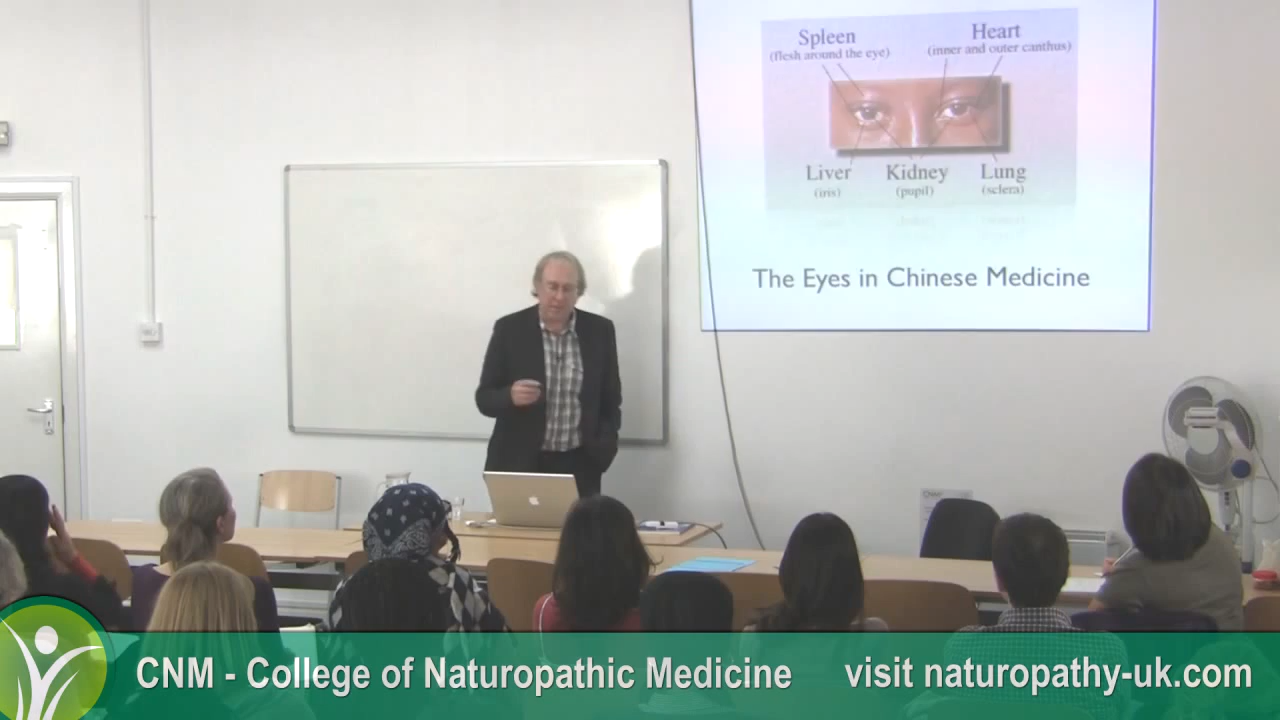 Spleen
(flesh around the eye)
Heart
(inner and outer canthus)
Liver
(iris)
Kidney
(pupil)
Lung
(sclera)
The Eyes in Chinese Medicine
CNM - College of Naturopathic Medicine
visit naturopathy-uk.com